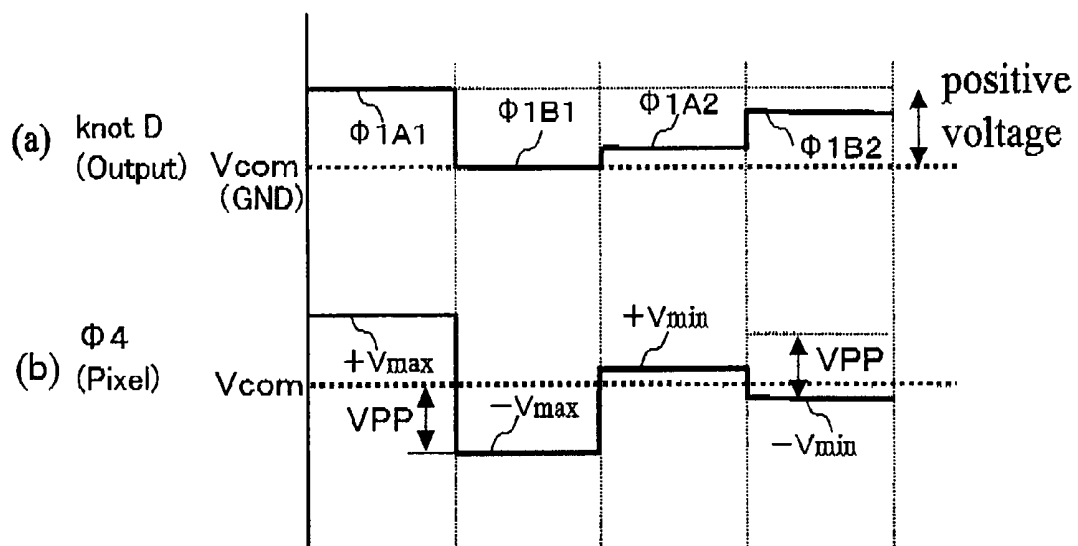 (a) knot D
(Output)
Vcom
(GND)
Φ1A1
Φ1B1
Φ1A2
Φ1B2
positive
voltage
(b) Φ4
(Pixel)
Vcom
+Vmax
VPP
−Vmax
+Vmin
VPP
−Vmin